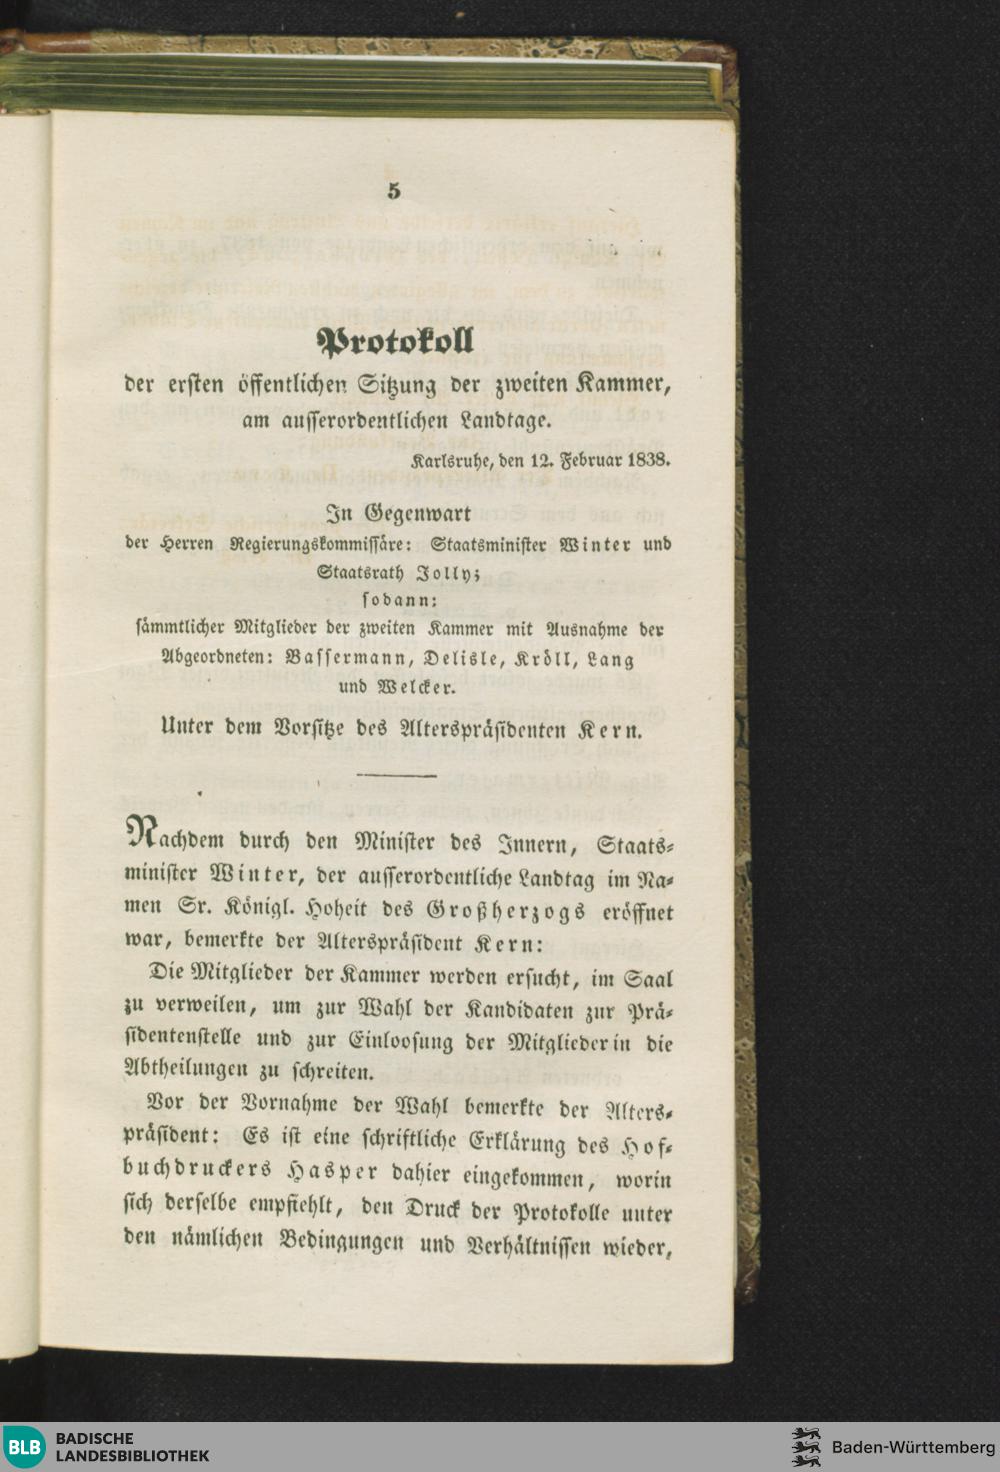 5
Protokoll
der ersten öffentlichen Sitzung der zweiten Kammer,
am ausserordentlichen Landtage.
Karlsruhe, den 12. Februar 1838.
In Gegenwart
der Herren Regierungskommissäre: Staatsminister Winter und
Staatsrath Jolly;
sodann:
sämmtlicher Mitglieder der zweiten Kammer mit Ausnahme der
Abgeordneten: Bassermann, Delisle, Kröll, Lang
und Welcker.
Unter dem Vorsitze des Alterspräsidenten Kern.
Nachdem durch den Minister des Innern, Staats-
minister Winter, der ausserordentliche Landtag im Na-
men Sr. Königl. Hoheit des Großherzogs eröffnet
war, bemerkte der Alterspräsident Kern:
Die Mitglieder der Kammer werden ersucht, im Saal
zu verweilen, um zur Wahl der Kandidaten zur Prä-
sidentenstelle und zur Einloosung der Mitglieder in die
Abtheilungen zu schreiten.
Vor der Vornahme der Wahl bemerkte der Alters-
präsident: Es ist eine schriftliche Erklärung des Hof-
buchdruckers Hasper dahier eingekommen, worin
sich derselbe empfiehlt, den Druck der Protokolle unter
den nämlichen Bedingungen und Verhältnissen wieder,
BLB
BADISCHE
LANDESBIBLIOTHEK
Baden-Württemberg